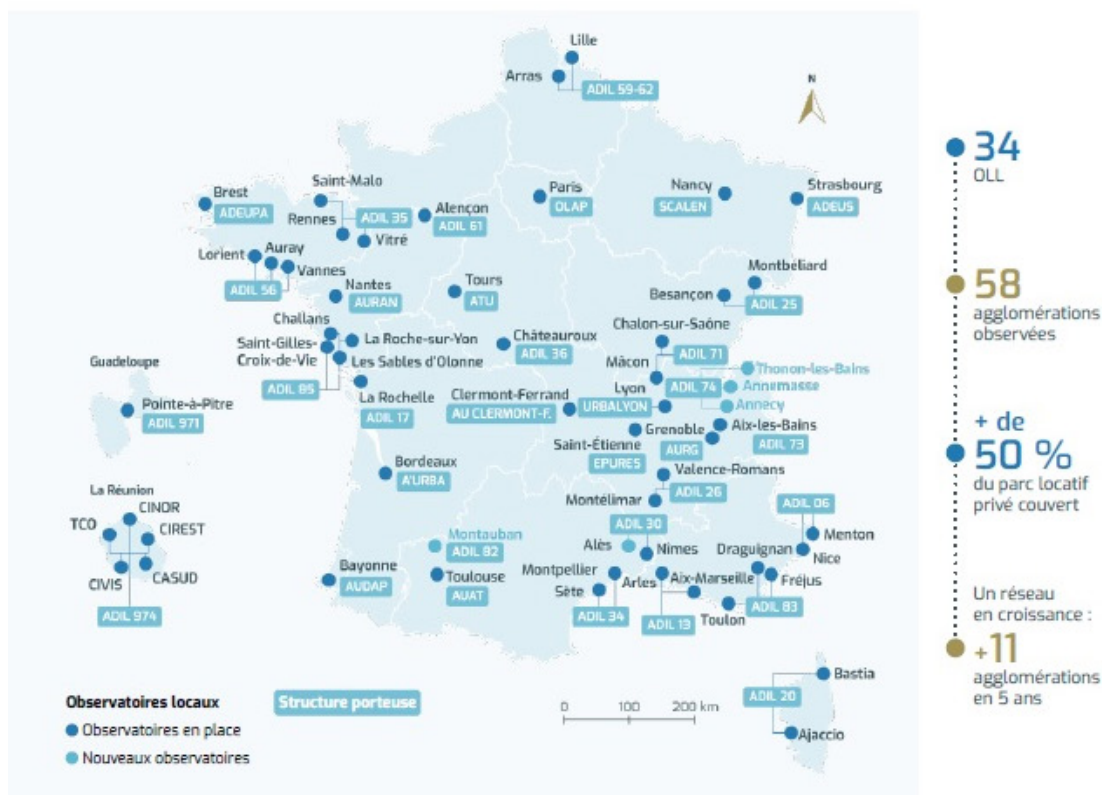 Lille
Arras
ADIL 59-62
N
Saint-Malo
Brest
ADEUPA
Rennes
ADIL 35
Vitré
Alençon
ADIL 61
Paris
OLAP
Nancy
SCALEN
Strasbourg
ADEUS
Lorient
Auray
Vannes
ADIL 56
Nantes
AURAN
Tours
ATU
Montbéliard
Besançon
ADIL 25
Challans
La Roche-sur-Yon
Saint-Gilles-
Croix-de-Vie
Les Sables d'Olonne
ADIL 85
Châteauroux
ADIL 36
Chalon-sur-Saône
ADIL 71
Mâcon
Thonon-les-Bains
ADIL 74
Annemasse
Annecy
Lyon
URBALYON
Clermont-Ferrand
AU CLERMONT-F.
La Rochelle
ADIL 17
Guadeloupe
Pointe-à-Pitre
ADIL 971
Grenoble
AURG
Aix-les-Bains
ADIL 73
Saint-Étienne
EPURES
Bordeaux
A'URBA
Valence-Romans
ADIL 26
Montélimar
La Réunion
CINOR
TCO
CIREST
CIVIS
CASUD
ADIL 974
Montauban
ADIL 82
Toulouse
AUAT
Bayonne
AUDAP
ADIL 30
Alès
Nimes
ADIL 06
Menton
Nice
Draguignan
Fréjus
Montpellier
Sète
ADIL 34
Arles
Aix-Marseille
ADIL 13
Toulon
ADIL 83
Bastia
ADIL 20
Ajaccio
Observatoires locaux
Structure porteuse
Observatoires en place
Nouveaux observatoires
0 100 200 km
34
OLL
58
agglomérations
observées
+ de
50 %
du parc locatif
privé couvert
Un réseau
en croissance :
+11
agglomérations
en 5 ans